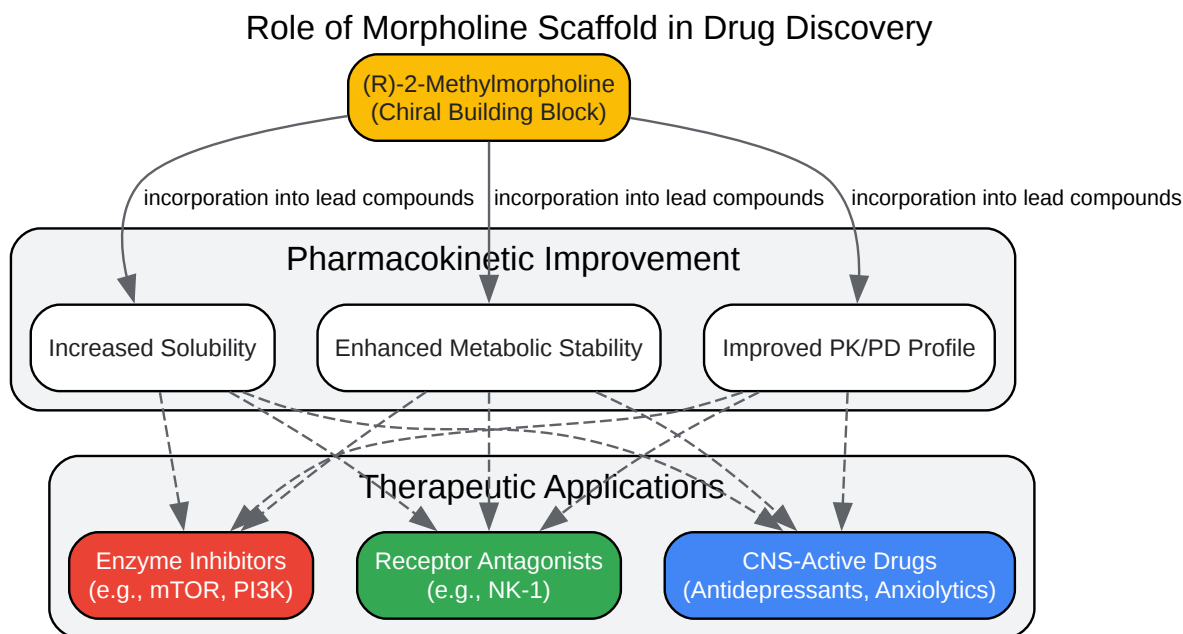 Role of Morpholine Scaffold in Drug Discovery
(R)-2-Methylmorpholine
(Chiral Building Block)
incorporation into lead compounds
incorporation into lead compounds
incorporation into lead compounds
Pharmacokinetic Improvement
Increased Solubility
Enhanced Metabolic Stability
Improved PK/PD Profile
Therapeutic Applications
Enzyme Inhibitors
(e.g., mTOR, PI3K)
Receptor Antagonists
(e.g., NK-1)
CNS-Active Drugs
(Antidepressants, Anxiolytics)